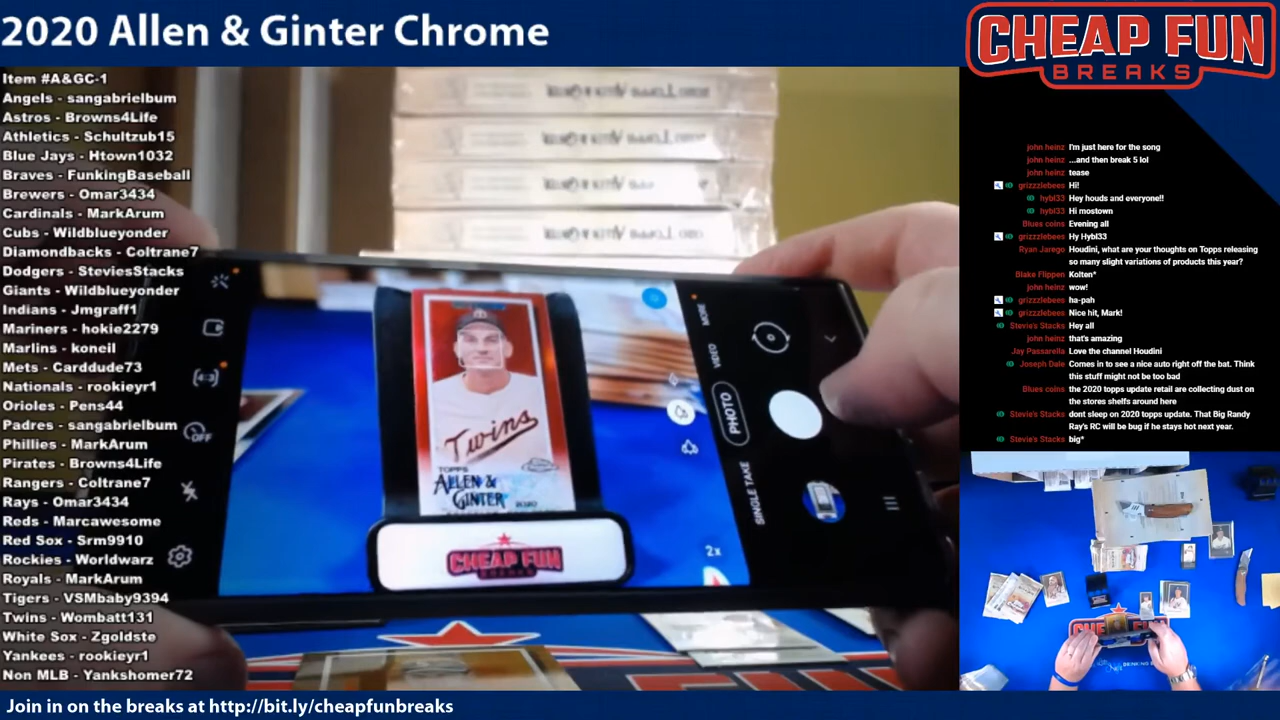 2020 Allen & Ginter Chrome
CHEAP FUN
BREAKS
Item #A&GC-1
Angels - sangabrielbum
Astros - Browns4Life
Athletics - Schultzub15
Blue Jays - Htown1032
Braves - FunkingBaseball
Brewers - Omar3434
Cardinals - MarkArum
Cubs - Wildblueyonder
Diamondbacks - Coltrane7
Dodgers - SteviesStacks
Giants - Wildblueyonder
Indians - Jmgraff1
Mariners - hokie2279
Marlins - koneil
Mets - Carddude73
Nationals - rookieyr1
Orioles - Pens44
Padres - sangabrielbum
Phillies - MarkArum
Pirates - Browns4Life
Rangers - Coltrane7
Rays - Omar3434
Reds - Marcawesome
Red Sox - Srm9910
Rockies - Worldwarz
Royals - MarkArum
Tigers - VSMbaby9394
Twins - Wombatt131
White Sox - Zgoldste
Yankees - rookieyr1
Non MLB - Yankshomer72
OFF
Twins
TOPPS
ALLEN &
GINTER
2020
CHEAP FUN
BREAKS
MORE
VIDEO
PHOTO
SINGLE TAKE
2x
john heinz I'm just here for the song
john heinz ...and then break 5 lol
john heinz tease
grizzzlebees Hi!
hybl33 Hey houds and everyone!!
hybl33 Hi mostown
Blues coins Evening all
grizzzlebees Hy Hybl33
Ryan Jarego Houdini, what are your thoughts on Topps releasing
so many slight variations of products this year?
Blake Flippen Kolten*
john heinz wow!
grizzzlebees ha-pah
grizzzlebees Nice hit, Mark!
Stevie's Stacks Hey all
john heinz that's amazing
Jay Passarella Love the channel Houdini
Joseph Dale Comes in to see a nice auto right off the bat. Think
this stuff might not be too bad
Blues coins the 2020 topps update retail are collecting dust on
the stores shelfs around here
Stevie's Stacks dont sleep on 2020 topps update. That Big Randy
Ray's RC will be bug if he stays hot next year.
Stevie's Stacks big*
CHEAP FUN
Join in on the breaks at http://bit.ly/cheapfunbreaks